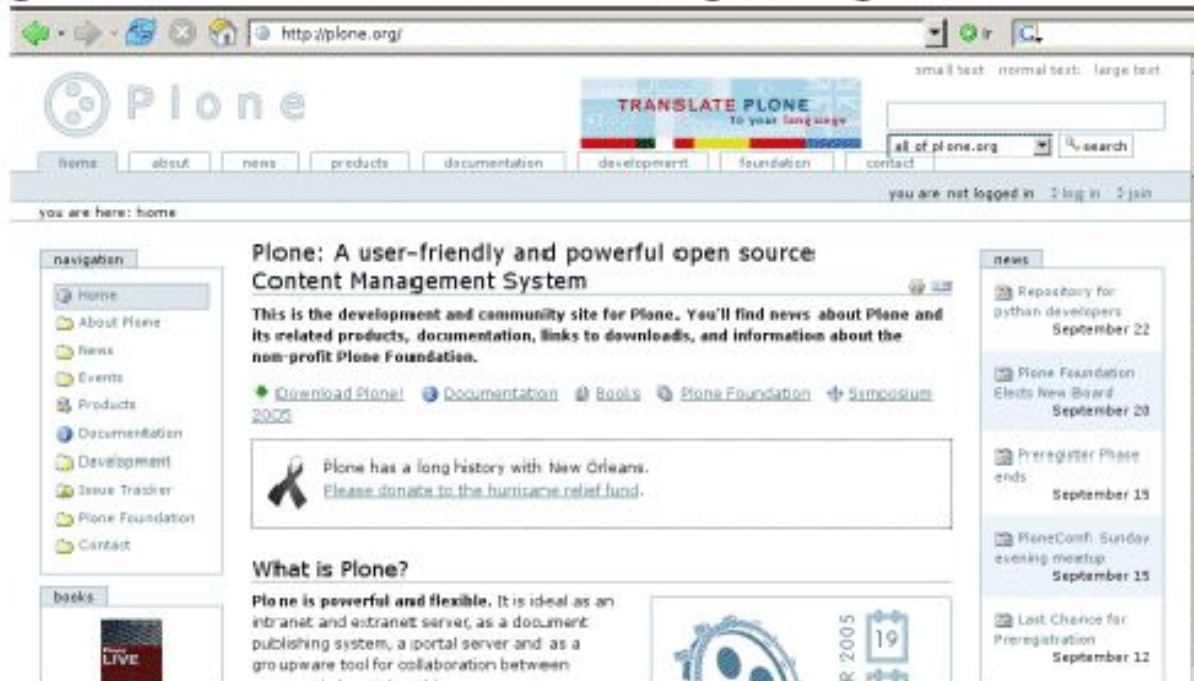 http://plone.org/
Ir
small text normal text large text
Plone
TRANSLATE PLONE
to your language
all of plone.org
search
home about news products documentation development foundation contact
you are not logged in log in join
you are here: home
navigation
Home
About Plone
News
Events
Products
Documentation
Development
Issue Tracker
Plone Foundation
Contact
books
Plone
LIVE
Plone: A user-friendly and powerful open source
Content Management System
This is the development and community site for Plone. You'll find news about Plone and
its related products, documentation, links to downloads, and information about the
non-profit Plone Foundation.
Download Plone! Documentation Books Plone Foundation Symposium
2005
Plone has a long history with New Orleans.
Please donate to the hurricane relief fund.
What is Plone?
Plone is powerful and flexible. It is ideal as an
intranet and extranet server, as a document
publishing system, a portal server and as a
groupware tool for collaboration between
2005
19
news
Repository for
python developers
September 22
Plone Foundation
Elects New Board
September 20
Preregister Phase
ends
September 15
PloneConf: Sunday
evening meetup
September 15
Last Chance for
Preregistration
September 12